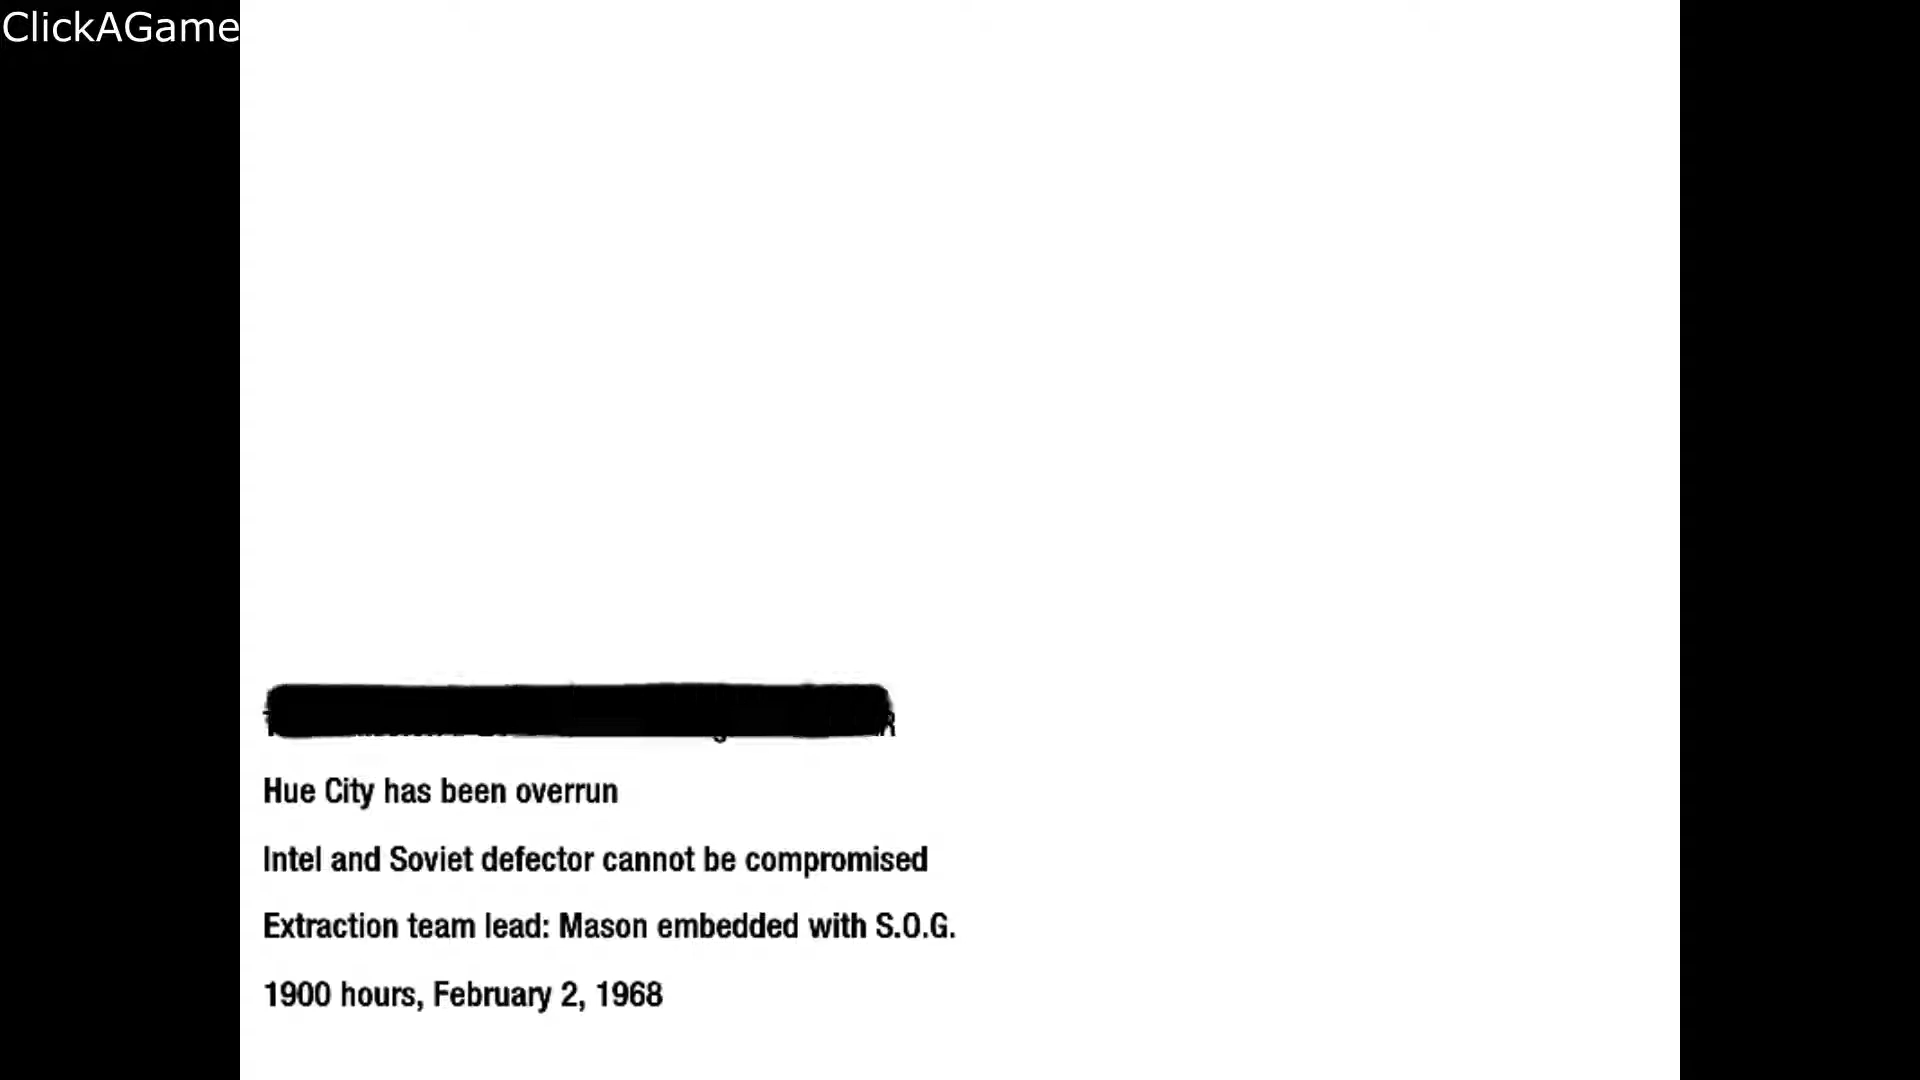 ClickAGame
Hue City has been overrun
Intel and Soviet defector cannot be compromised
Extraction team lead: Mason embedded with S.O.G.
1900 hours, February 2, 1968